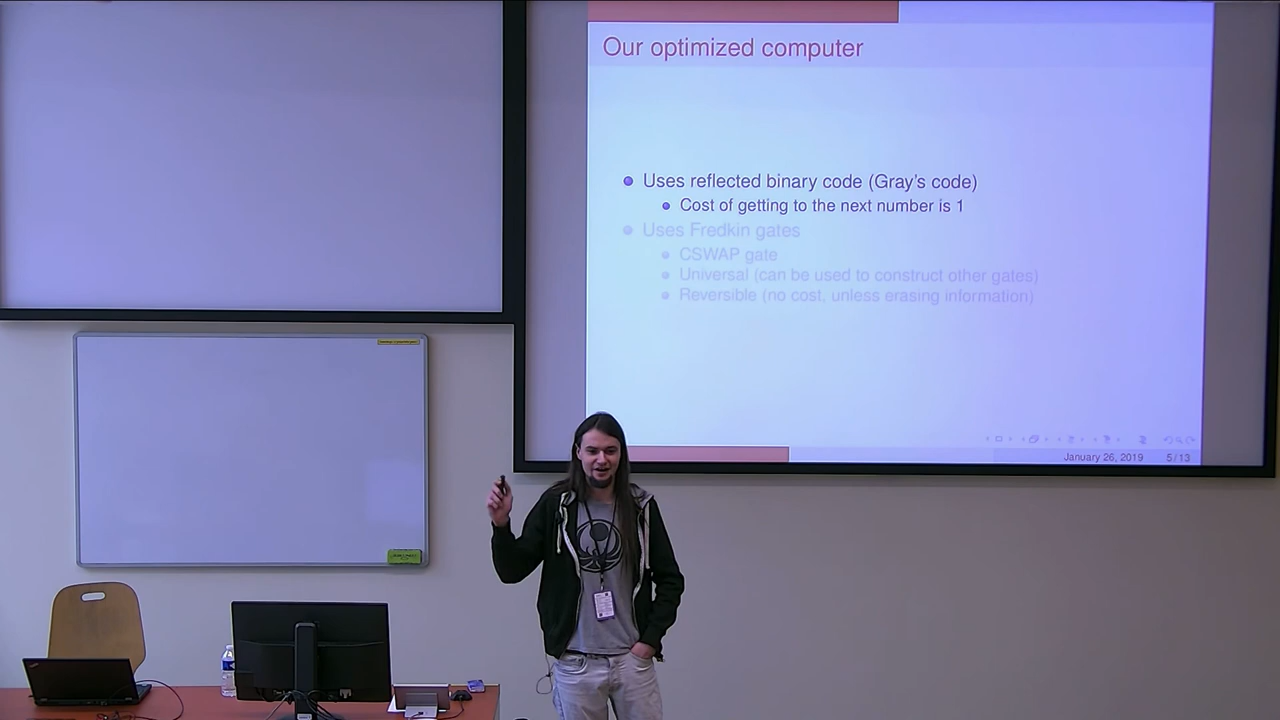 Our optimized computer
Uses reflected binary code (Gray's code)
Cost of getting to the next number is 1
Uses Fredkin gates
CSWAP gate
Universal (can be used to construct other gates)
Reversible (no cost, unless erasing information)
January 26, 2019 5 / 13